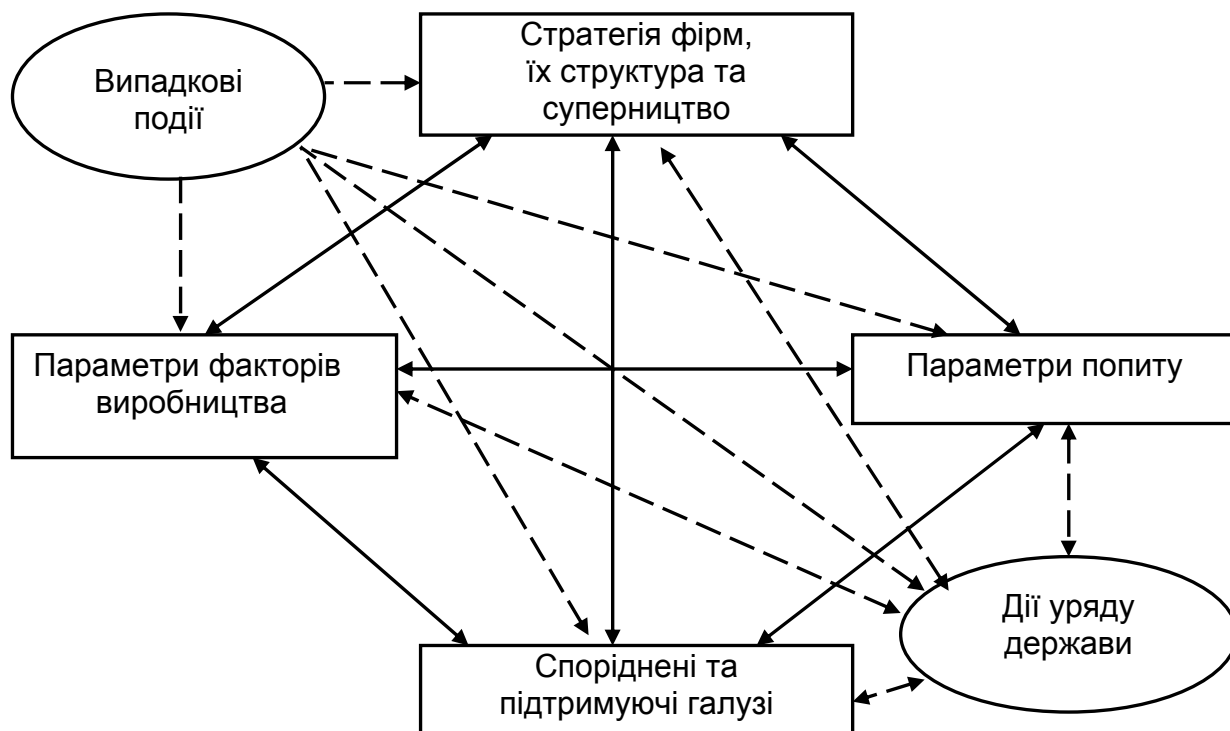 Випадкові
події
Стратегія фірм,
їх структура та
суперництво
Параметри факторів
виробництва
Параметри попиту
Дії уряду
держави
Споріднені та
підтримуючі галузі